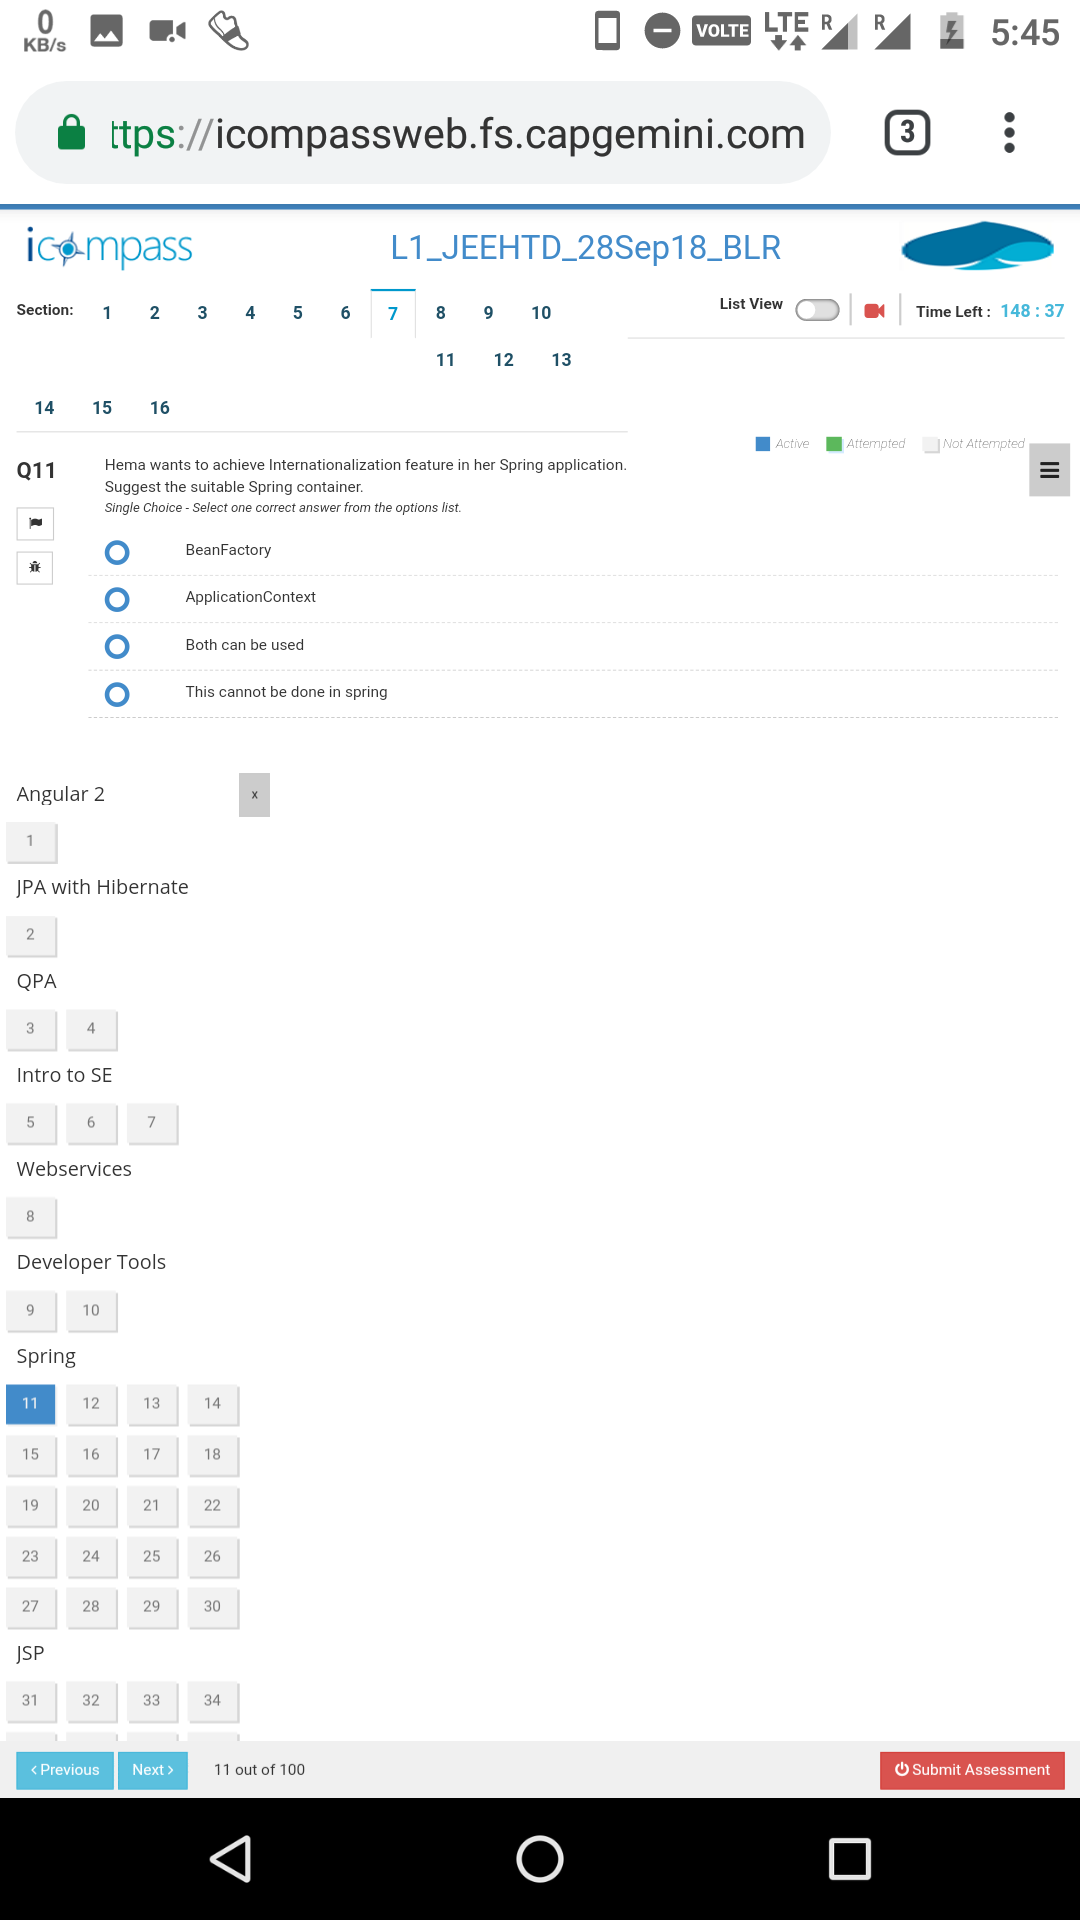 0
KB/s
VOLTE
LTE
R
R
5:45
ttps://icompassweb.fs.capgemini.com
3
icompass
L1_JEEHTD_28Sep18_BLR
Section: 1 2 3 4 5 6 7 8 9 10
List View
Time Left : 148 : 37
11 12 13
14 15 16
Active Attempted Not Attempted
Q11
Hema wants to achieve Internationalization feature in her Spring application.
Suggest the suitable Spring container.
Single Choice - Select one correct answer from the options list.
BeanFactory
ApplicationContext
Both can be used
This cannot be done in spring
Angular 2
x
1
JPA with Hibernate
2
QPA
3 4
Intro to SE
5 6 7
Webservices
8
Developer Tools
9 10
Spring
11 12 13 14
15 16 17 18
19 20 21 22
23 24 25 26
27 28 29 30
JSP
31 32 33 34
‹ Previous
Next ›
11 out of 100
Submit Assessment